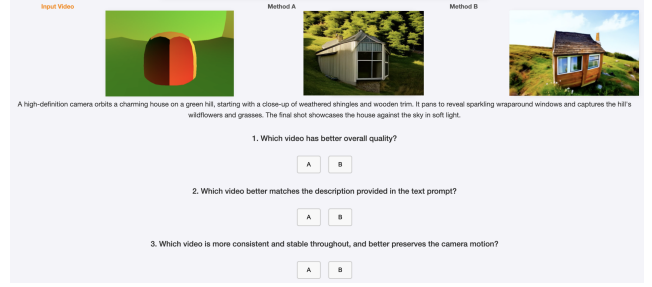 Input Video Method A Method B
A high-definition camera orbits a charming house on a green hill, starting with a close-up of weathered shingles and wooden trim. It pans to reveal sparkling wraparound windows and captures the hill's
wildflowers and grasses. The final shot showcases the house against the sky in soft light.
1. Which video has better overall quality?
A B
2. Which video better matches the description provided in the text prompt?
A B
3. Which video is more consistent and stable throughout, and better preserves the camera motion?
A B